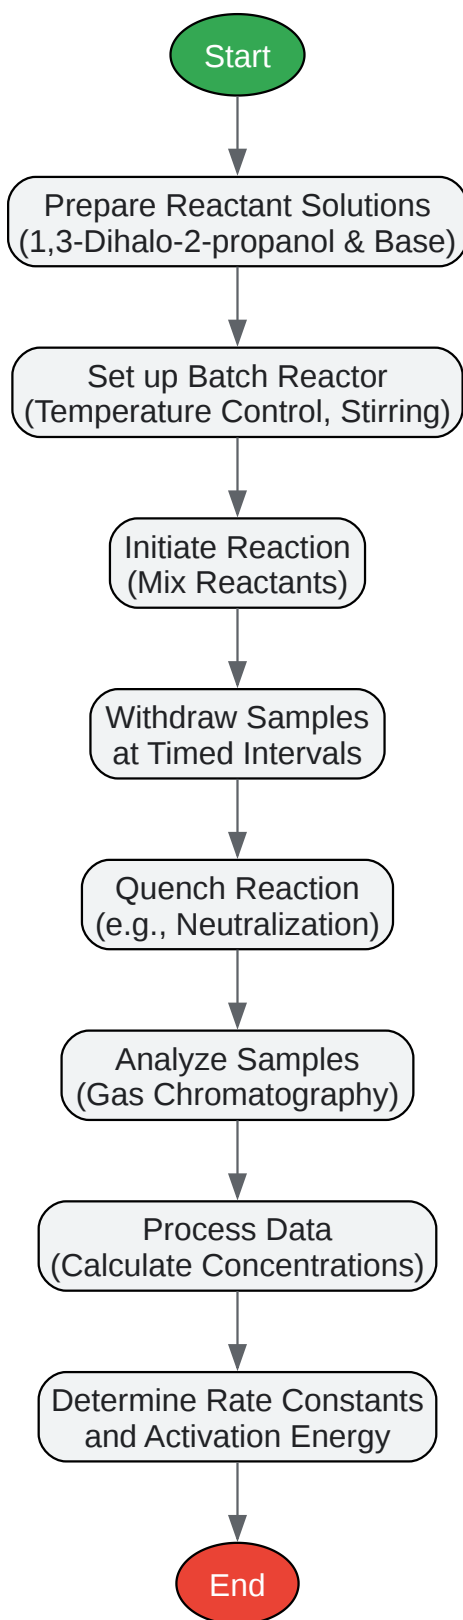 Start
Prepare Reactant Solutions
(1,3-Dihalo-2-propanol & Base)
Set up Batch Reactor
(Temperature Control, Stirring)
Initiate Reaction
(Mix Reactants)
Withdraw Samples
at Timed Intervals
Quench Reaction
(e.g., Neutralization)
Analyze Samples
(Gas Chromatography)
Process Data
(Calculate Concentrations)
Determine Rate Constants
and Activation Energy
End